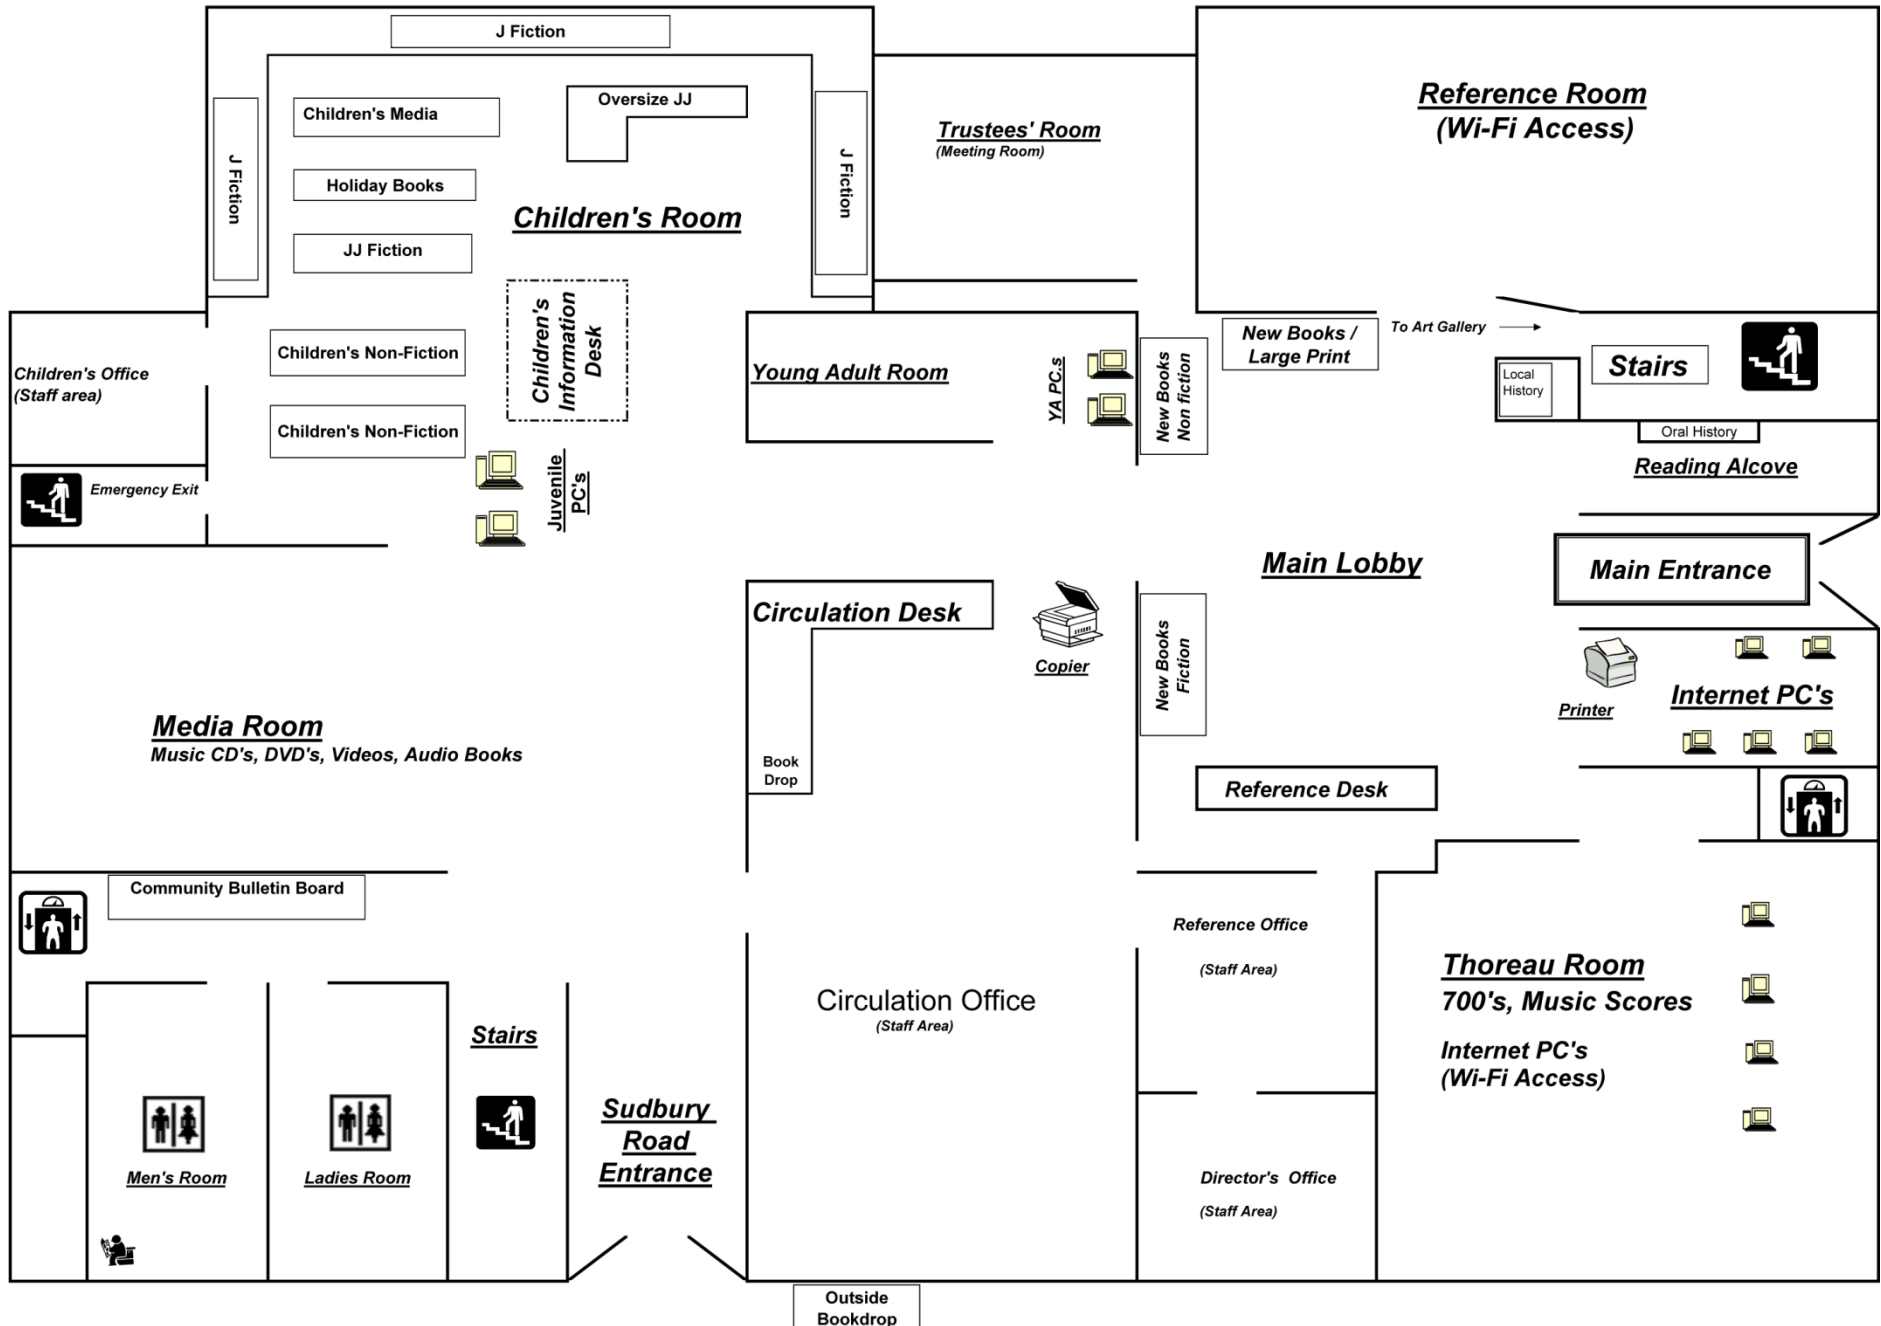 J Fiction
J Fiction
Children's Media
Oversize JJ
J Fiction
Holiday Books
JJ Fiction
Children's Room
Trustees' Room
(Meeting Room)
Reference Room
(Wi-Fi Access)
Children's Office
(Staff area)
Children's Non-Fiction
Children's
Information
Desk
Children's Non-Fiction
Young Adult Room
YA PC.s
New Books
Non fiction
New Books /
Large Print
To Art Gallery
Stairs
Local
History
Oral History
Reading Alcove
Emergency Exit
Juvenile
PC's
Main Lobby
Main Entrance
Circulation Desk
Copier
New Books
Fiction
Printer
Internet PC's
Media Room
Music CD's, DVD's, Videos, Audio Books
Book
Drop
Reference Desk
Community Bulletin Board
Reference Office
(Staff Area)
Thoreau Room
700's, Music Scores
Internet PC's
(Wi-Fi Access)
Circulation Office
(Staff Area)
Stairs
Sudbury
Road
Entrance
Men's Room
Ladies Room
Director's Office
(Staff Area)
Outside
Bookdrop